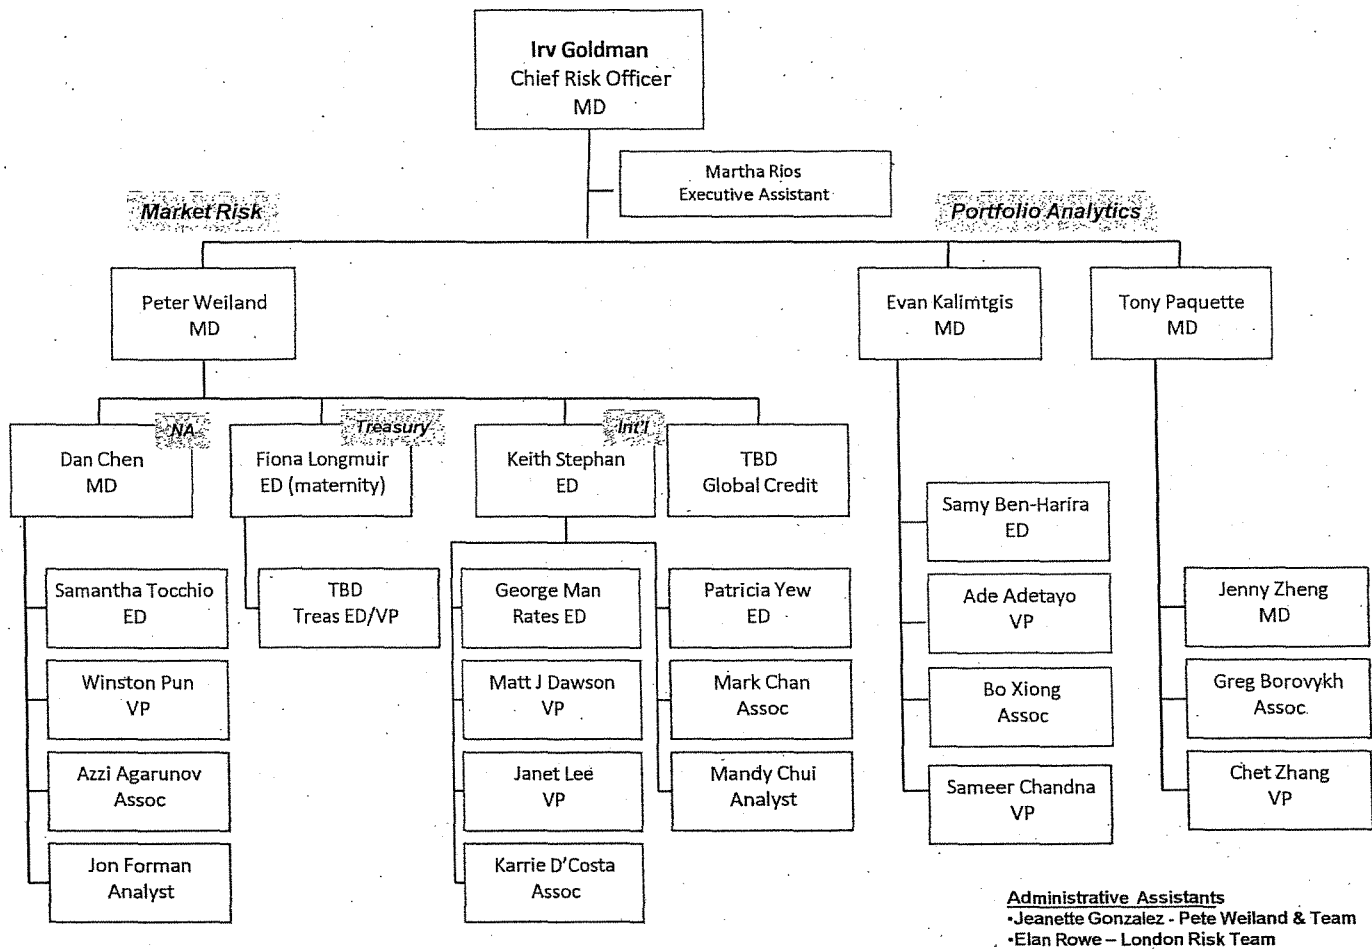 Irv Goldman
Chief Risk Officer
MD
Martha Rios
Executive Assistant
Market Risk
Portfolio Analytics
Peter Weiland
MD
Evan Kalimtgis
MD
Tony Paquette
MD
NA
Dan Chen
MD
Treasury
Fiona Longmuir
ED (maternity)
Int'l
Keith Stephan
ED
TBD
Global Credit
Samantha Tocchio
ED
Winston Pun
VP
Azzi Agarunov
Assoc
Jon Forman
Analyst
TBD
Treas ED/VP
George Man
Rates ED
Matt J Dawson
VP
Janet Lee
VP
Karrie D'Costa
Assoc
Patricia Yew
ED
Mark Chan
Assoc
Mandy Chui
Analyst
Samy Ben-Harira
ED
Ade Adetayo
VP
Bo Xiong
Assoc
Sameer Chandna
VP
Jenny Zheng
MD
Greg Borovykh
Assoc
Chet Zhang
VP
Administrative Assistants
•Jeanette Gonzalez - Pete Weiland & Team
•Elan Rowe – London Risk Team